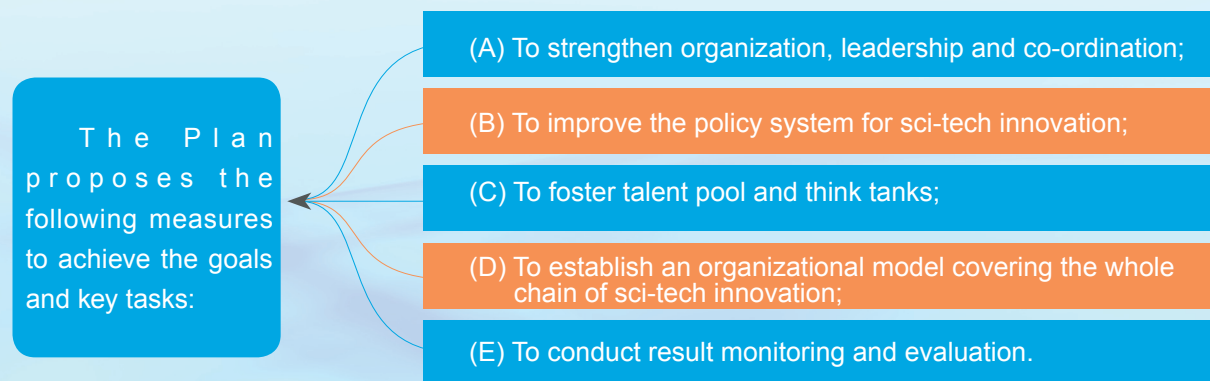 The Plan
proposes the
following measures
to achieve the goals
and key tasks:
(A) To strengthen organization, leadership and co-ordination;
(B) To improve the policy system for sci-tech innovation;
(C) To foster talent pool and think tanks;
(D) To establish an organizational model covering the whole
chain of sci-tech innovation;
(E) To conduct result monitoring and evaluation.